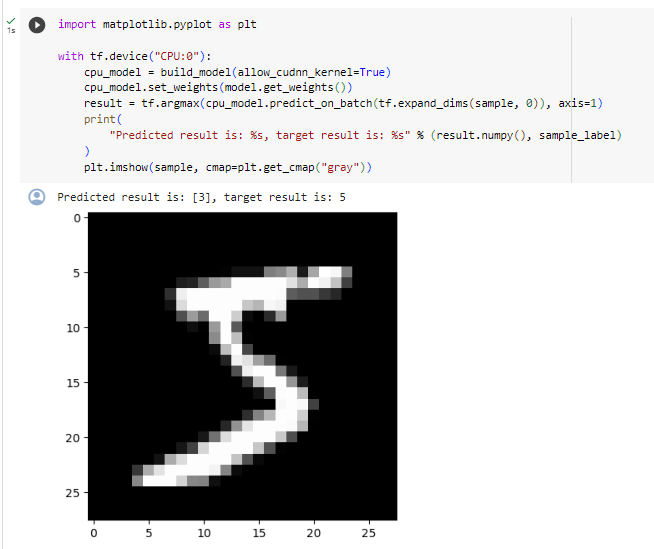 1s
import matplotlib.pyplot as plt
with tf.device("CPU:0"):
    cpu_model = build_model(allow_cudnn_kernel=True)
    cpu_model.set_weights(model.get_weights())
    result = tf.argmax(cpu_model.predict_on_batch(tf.expand_dims(sample, 0)), axis=1)
    print(
        "Predicted result is: %s, target result is: %s" % (result.numpy(), sample_label)
    )
    plt.imshow(sample, cmap=plt.get_cmap("gray"))
Predicted result is: [3], target result is: 5
0
5
10
15
20
25
0 5 10 15 20 25